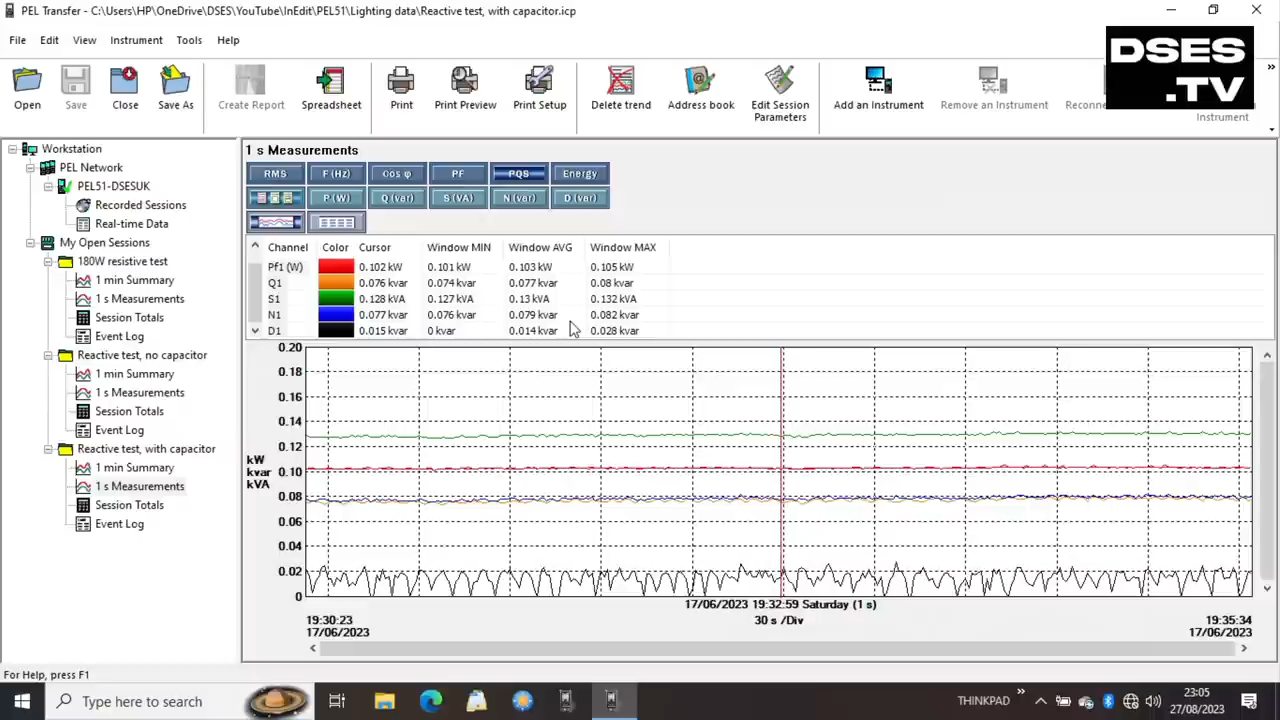 PEL Transfer - C:\Users\HP\OneDrive\DSES\YouTube\InEdit\PEL51\Lighting data\Reactive test, with capacitor.icp
File Edit View Instrument Tools Help
DSES
.TV
Open Save Close Save As Create Report Spreadsheet Print Print Preview Print Setup Delete trend Address book Edit Session Parameters Add an Instrument Remove an Instrument Reconn
Instrument
Workstation
PEL Network
PEL51-DSESUK
Recorded Sessions
Real-time Data
My Open Sessions
180W resistive test
1 min Summary
1 s Measurements
Session Totals
Event Log
Reactive test, no capacitor
1 min Summary
1 s Measurements
Session Totals
Event Log
Reactive test, with capacitor
1 min Summary
1 s Measurements
Session Totals
Event Log
1 s Measurements
RMS F (Hz) Cos φ PF PQS Energy
P (W) Q (var) S (VA) N (var) D (var)
Channel Color Cursor Window MIN Window AVG Window MAX
Pf1 (W) 0.102 kW 0.101 kW 0.103 kW 0.105 kW
Q1 0.076 kvar 0.074 kvar 0.077 kvar 0.08 kvar
S1 0.128 kVA 0.127 kVA 0.13 kVA 0.132 kVA
N1 0.077 kvar 0.076 kvar 0.079 kvar 0.082 kvar
D1 0.015 kvar 0 kvar 0.014 kvar 0.028 kvar
0.20
0.18
0.16
0.14
0.12
kW
kvar
kVA
0.10
0.08
0.06
0.04
0.02
0
17/06/2023 19:32:59 Saturday (1 s)
19:30:23 30 s /Div 19:35:34
17/06/2023 17/06/2023
For Help, press F1
Type here to search
THINKPAD
23:05
27/08/2023